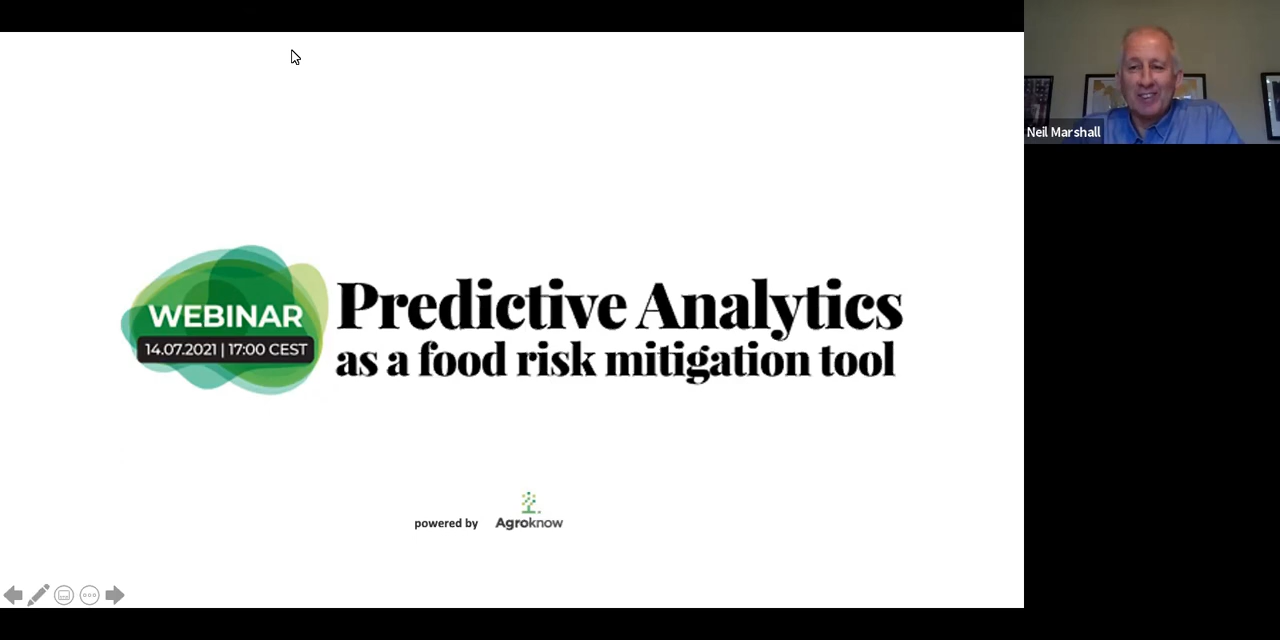 Neil Marshall
WEBINAR
14.07.2021 | 17:00 CEST
Predictive Analytics
as a food risk mitigation tool
powered by
Agroknow